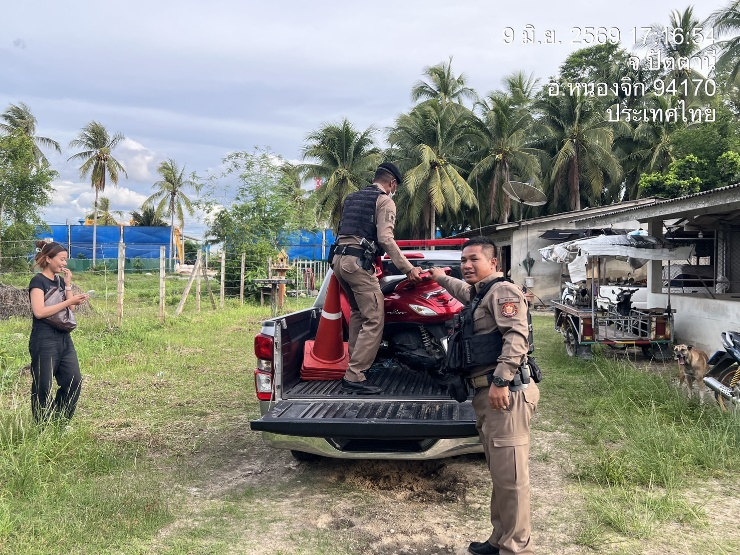 9 มิ.ย. 2569 17:16:54
จ.ปัตตานี
อ.หนองจิก 94170
ประเทศไทย